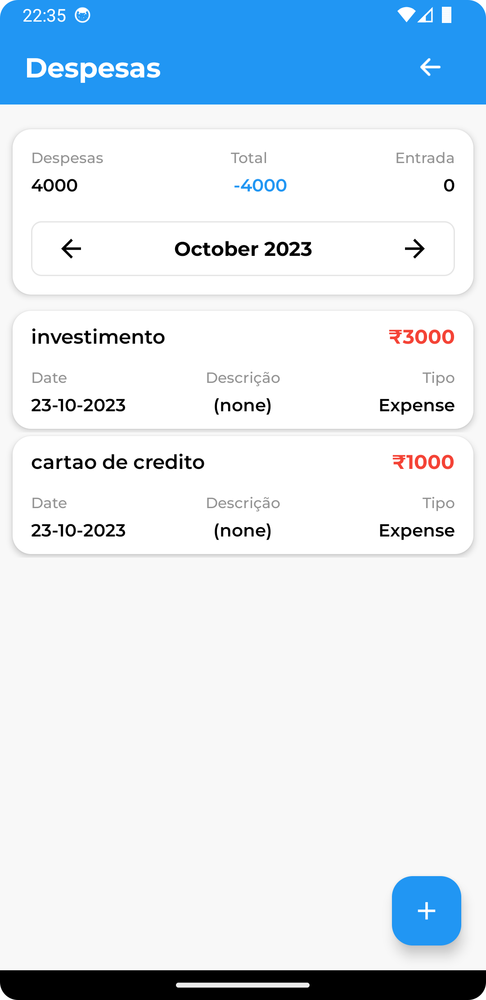 22:35
Despesas
Despesas Total Entrada
4000 -4000 0
October 2023
investimento ₹3000
Date Descrição Tipo
23-10-2023 (none) Expense
cartao de credito ₹1000
Date Descrição Tipo
23-10-2023 (none) Expense